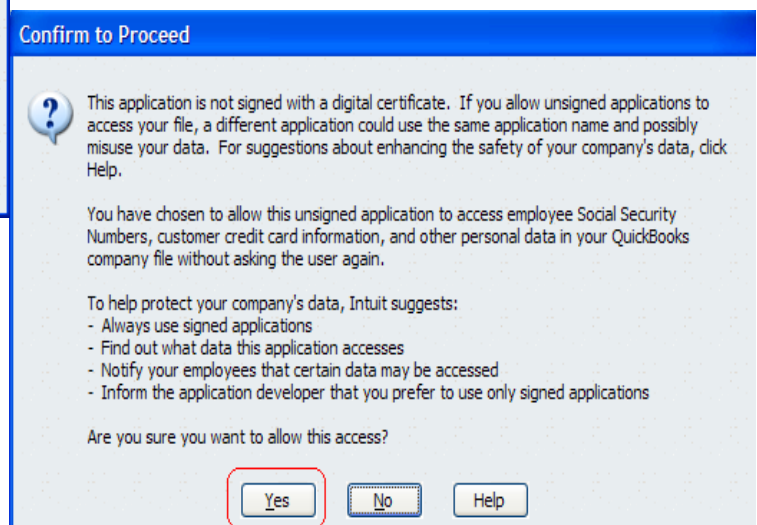 Confirm to Proceed
This application is not signed with a digital certificate. If you allow unsigned applications to
access your file, a different application could use the same application name and possibly
misuse your data. For suggestions about enhancing the safety of your company's data, click
Help.
You have chosen to allow this unsigned application to access employee Social Security
Numbers, customer credit card information, and other personal data in your QuickBooks
company file without asking the user again.
To help protect your company's data, Intuit suggests:
- Always use signed applications
- Find out what data this application accesses
- Notify your employees that certain data may be accessed
- Inform the application developer that you prefer to use only signed applications
Are you sure you want to allow this access?
Yes No Help